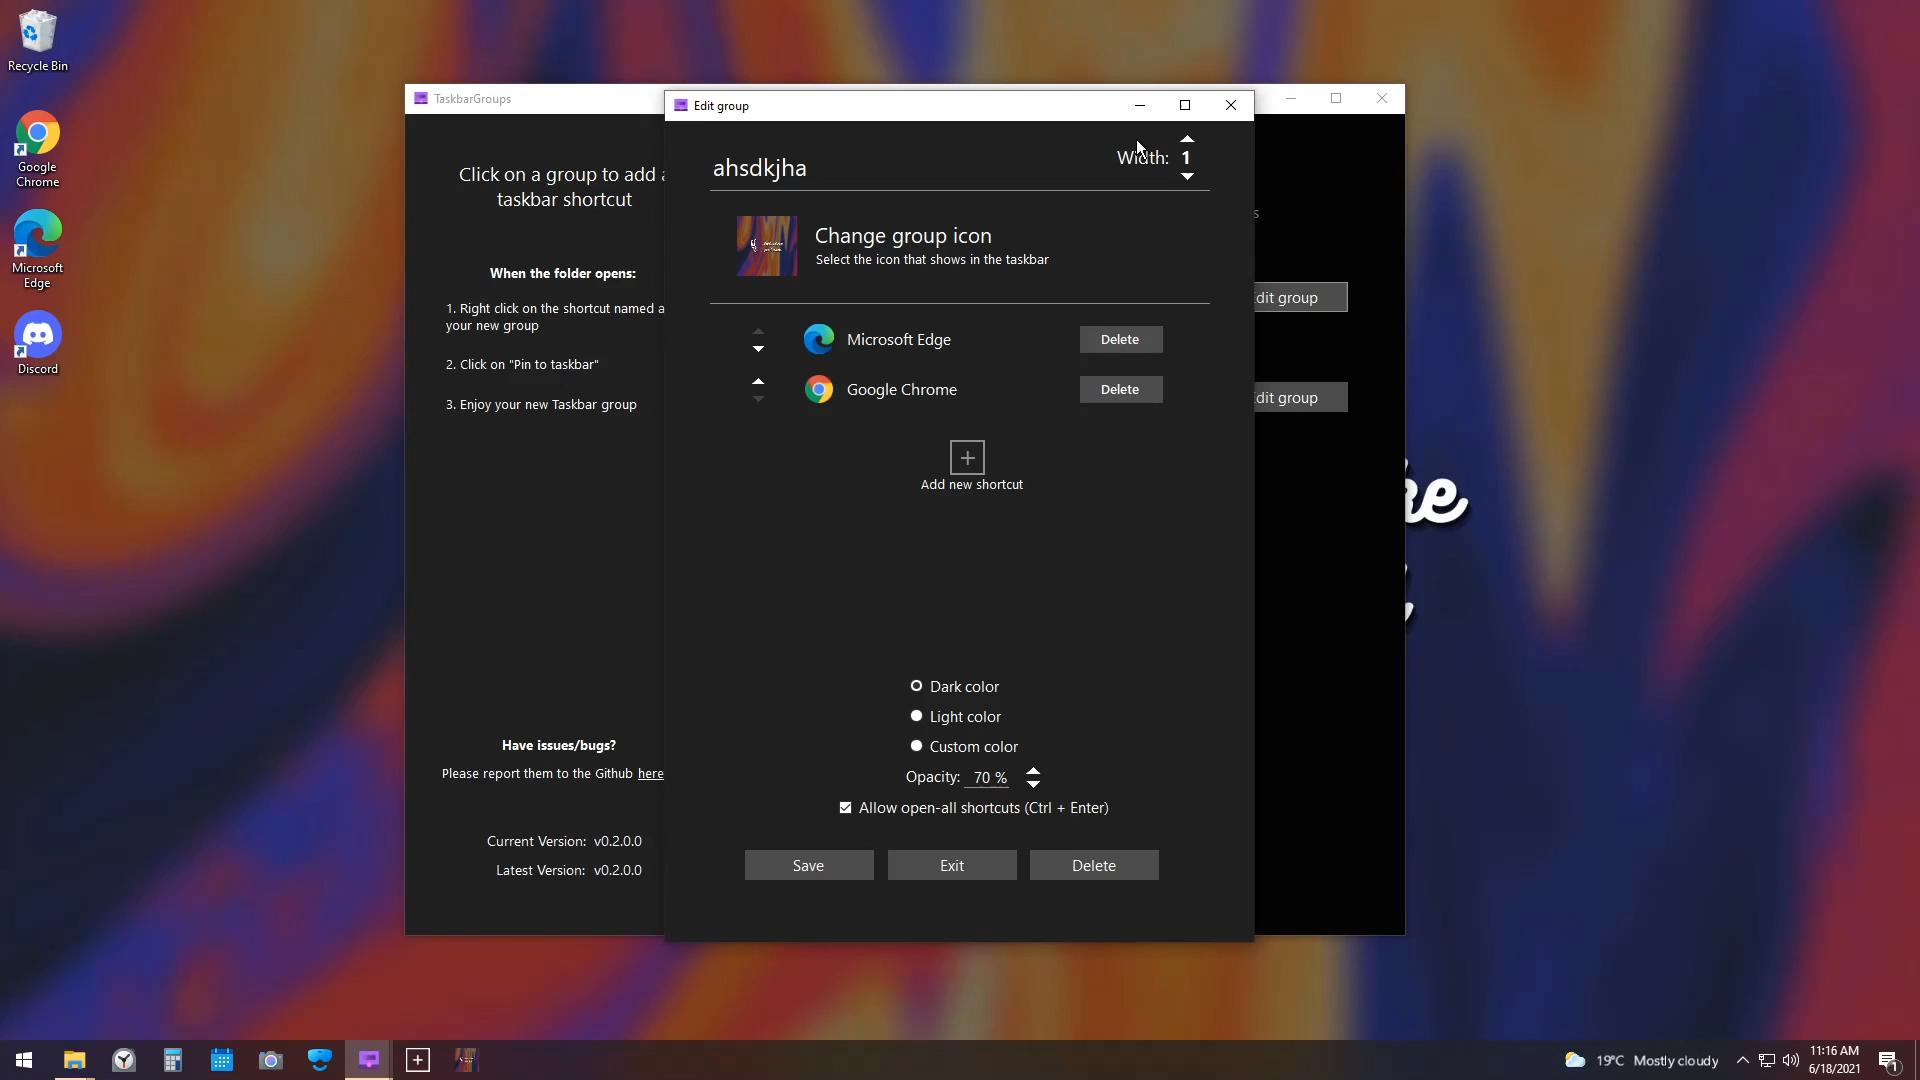 Recycle Bin
Google
Chrome
Microsoft
Edge
Discord
TaskbarGroups
Click on a group to add a
taskbar shortcut
When the folder opens:
1. Right click on the shortcut named a
your new group
2. Click on "Pin to taskbar"
3. Enjoy your new Taskbar group
Have issues/bugs?
Please report them to the Github here
Current Version: v0.2.0.0
Latest Version: v0.2.0.0
Edit group
ahsdkjha
Width: 1
Change group icon
Select the icon that shows in the taskbar
Microsoft Edge
Delete
Google Chrome
Delete
+
Add new shortcut
Dark color
Light color
Custom color
Opacity: 70 %
Allow open-all shortcuts (Ctrl + Enter)
Save
Exit
Delete
s
dit group
dit group
ke
19°C Mostly cloudy
11:16 AM
6/18/2021
1